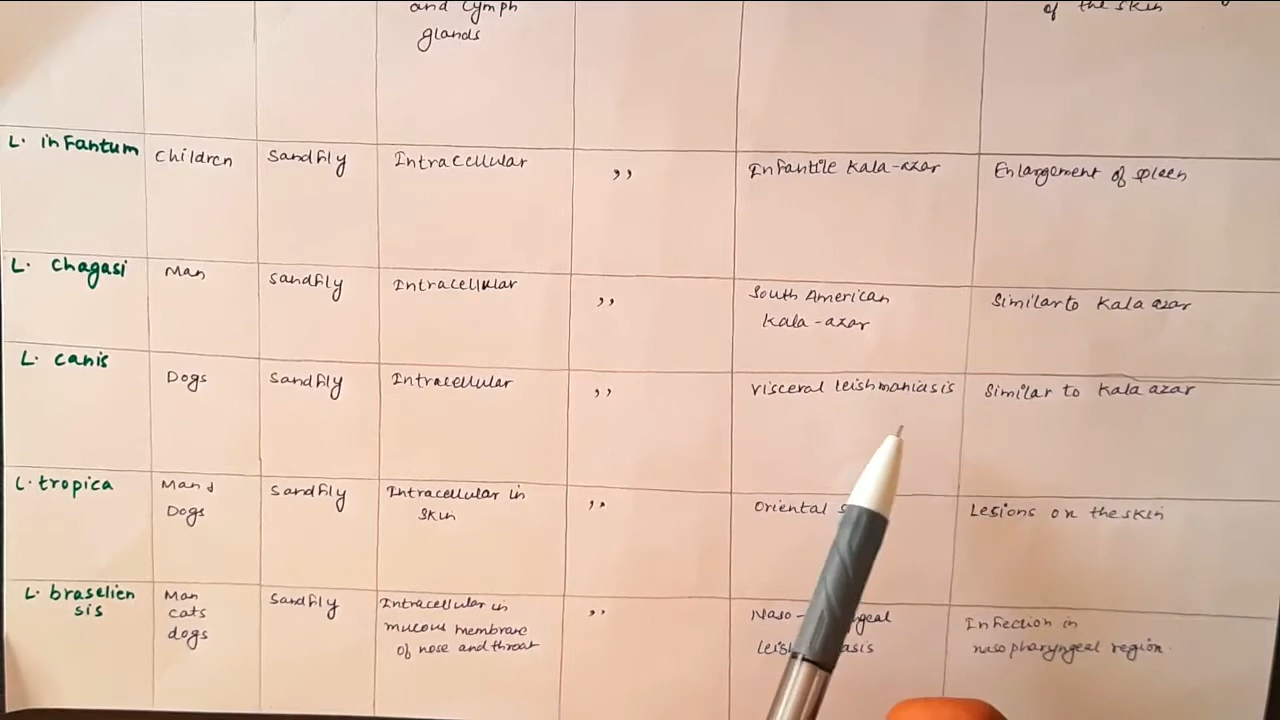 and Lymph
glands
of the skin
L. infantum
Children
Sandfly
Intracellular
,,
Infantile Kala-azar
Enlargement of spleen
L. Chagasi
Man
Sandfly
Intracellular
,,
South American
Kala-azar
Similar to Kala azar
L. canis
Dogs
Sandfly
Intracellular
,,
Visceral leishmaniasis
Similar to Kala azar
L. tropica
Man &
Dogs
Sandfly
Intracellular in
Skin
,,
Oriental
Lesions on the skin
L. braselien
sis
Man
cats
dogs
Sandfly
Intracellular in
mucous membrane
of nose and throat
,,
Naso-
Infection in
nasopharyngeal region.